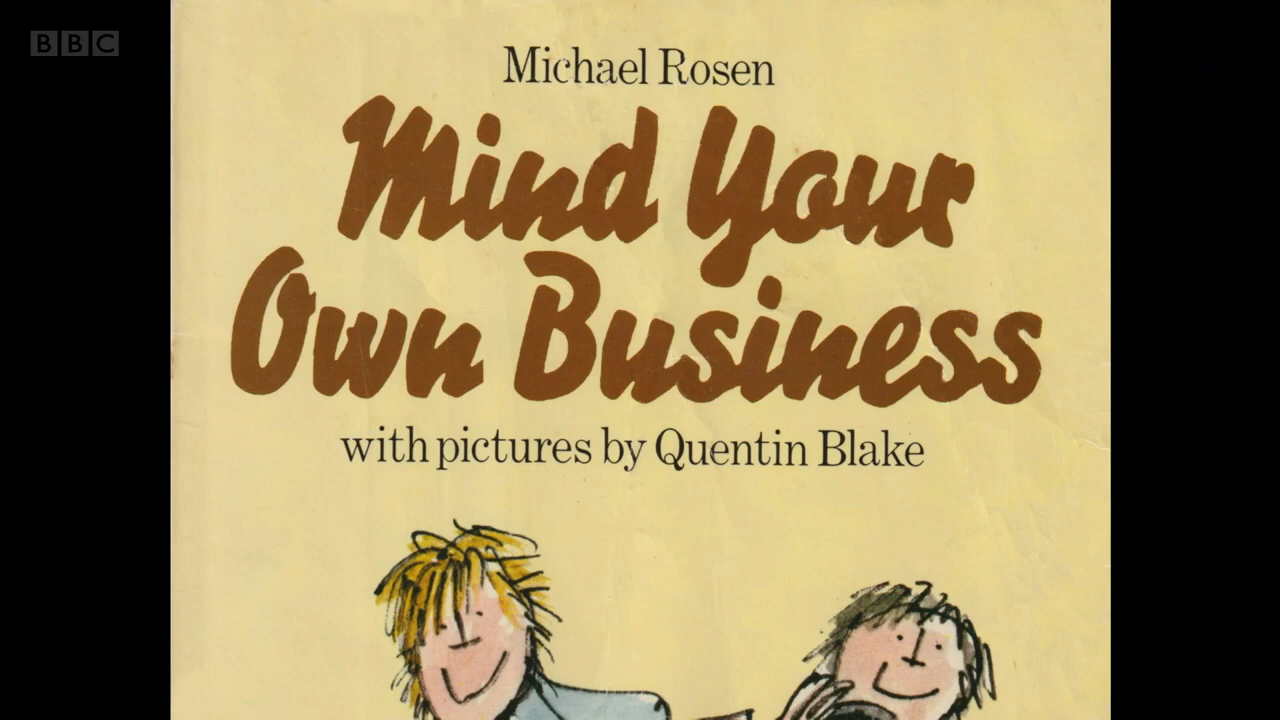 BBC
Michael Rosen
Mind Your
Own Business
with pictures by Quentin Blake